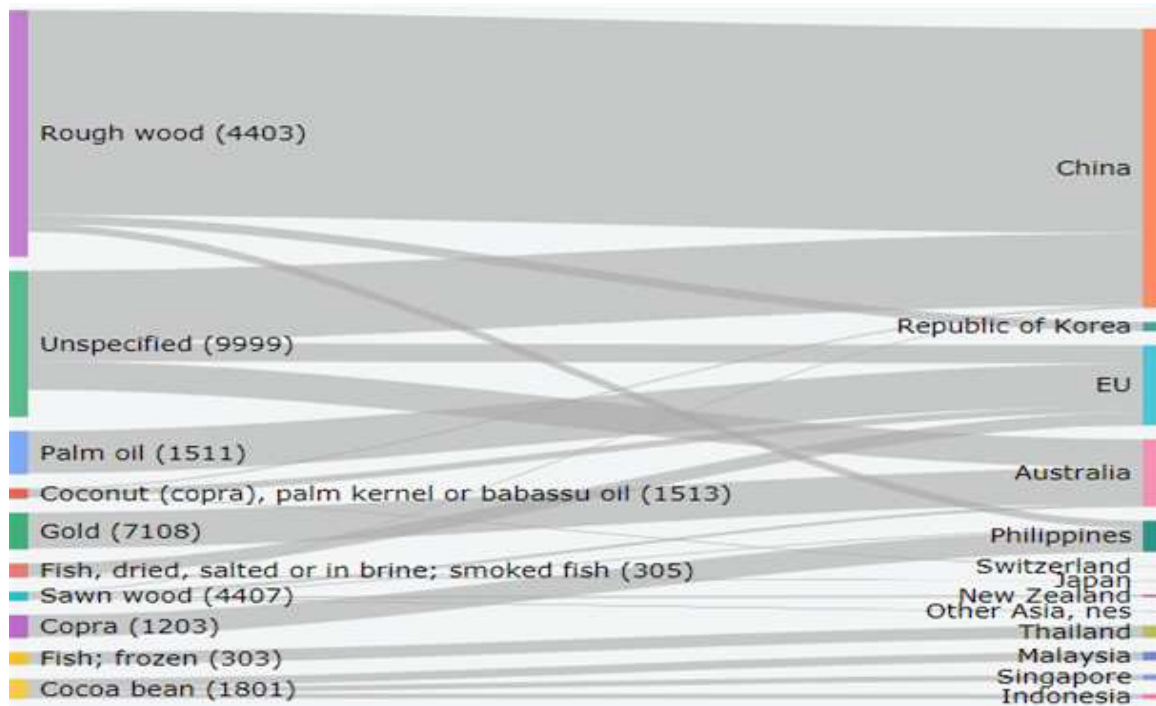 Rough wood (4403)
Unspecified (9999)
Palm oil (1511)
Coconut (copra), palm kernel or babassu oil (1513)
Gold (7108)
Fish, dried, salted or in brine; smoked fish (305)
Sawn wood (4407)
Copra (1203)
Fish; frozen (303)
Cocoa bean (1801)
China
Republic of Korea
EU
Australia
Philippines
Switzerland
Japan
New Zealand
Other Asia, nes
Thailand
Malaysia
Singapore
Indonesia